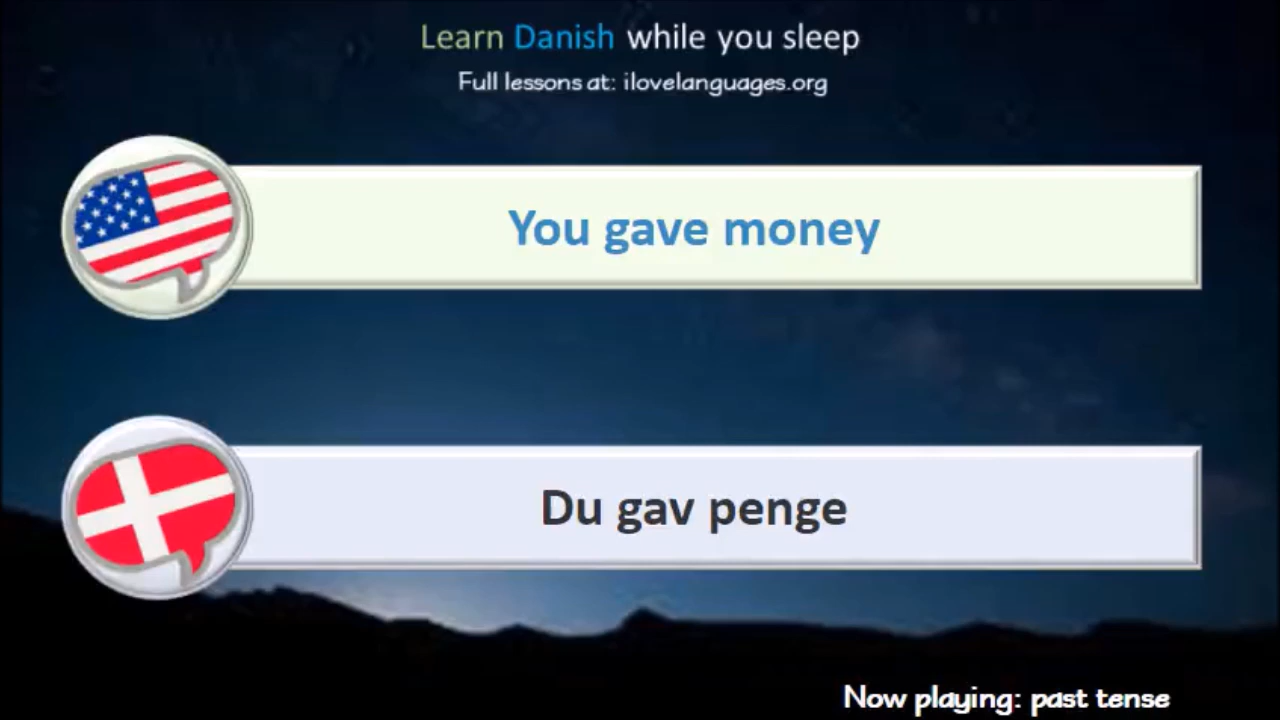 Learn Danish while you sleep
Full lessons at: ilovelanguages.org
You gave money
Du gav penge
Now playing: past tense